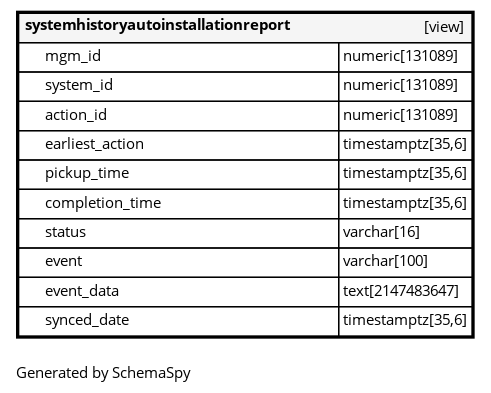 systemhistoryautoinstallationreport [view]
mgm_id numeric[131089]
system_id numeric[131089]
action_id numeric[131089]
earliest_action timestamptz[35,6]
pickup_time timestamptz[35,6]
completion_time timestamptz[35,6]
status varchar[16]
event varchar[100]
event_data text[2147483647]
synced_date timestamptz[35,6]
Generated by SchemaSpy